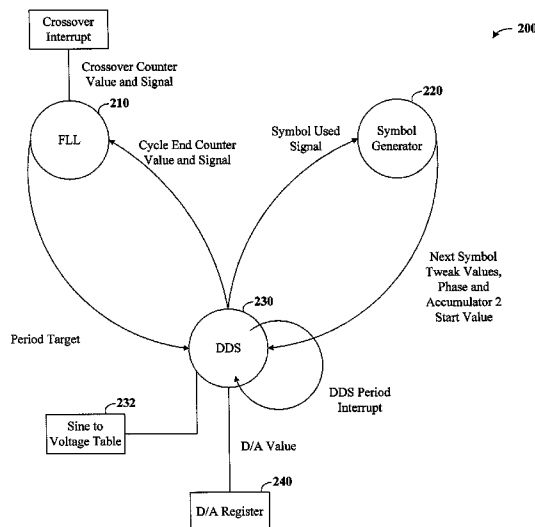 Crossover
Interrupt
200
Crossover Counter
Value and Signal
210
220
FLL
Cycle End Counter
Value and Signal
Symbol Used
Signal
Symbol
Generator
Next Symbol
Tweak Values,
Phase and
Accumulator 2
Start Value
230
Period Target
DDS
DDS Period
Interrupt
232
Sine to
Voltage Table
D/A Value
240
D/A Register